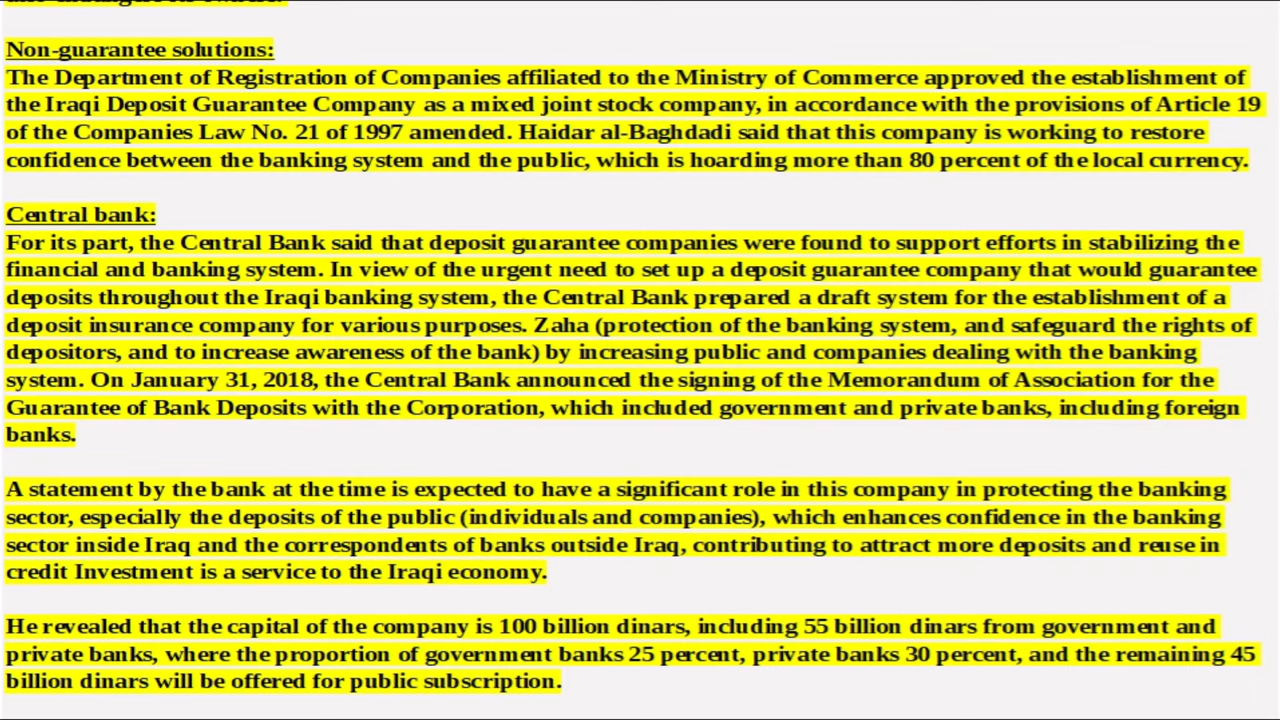 Non-guarantee solutions:
The Department of Registration of Companies affiliated to the Ministry of Commerce approved the establishment of
the Iraqi Deposit Guarantee Company as a mixed joint stock company, in accordance with the provisions of Article 19
of the Companies Law No. 21 of 1997 amended. Haidar al-Baghdadi said that this company is working to restore
confidence between the banking system and the public, which is hoarding more than 80 percent of the local currency.
Central bank:
For its part, the Central Bank said that deposit guarantee companies were found to support efforts in stabilizing the
financial and banking system. In view of the urgent need to set up a deposit guarantee company that would guarantee
deposits throughout the Iraqi banking system, the Central Bank prepared a draft system for the establishment of a
deposit insurance company for various purposes. Zaha (protection of the banking system, and safeguard the rights of
depositors, and to increase awareness of the bank) by increasing public and companies dealing with the banking
system. On January 31, 2018, the Central Bank announced the signing of the Memorandum of Association for the
Guarantee of Bank Deposits with the Corporation, which included government and private banks, including foreign
banks.
A statement by the bank at the time is expected to have a significant role in this company in protecting the banking
sector, especially the deposits of the public (individuals and companies), which enhances confidence in the banking
sector inside Iraq and the correspondents of banks outside Iraq, contributing to attract more deposits and reuse in
credit Investment is a service to the Iraqi economy.
He revealed that the capital of the company is 100 billion dinars, including 55 billion dinars from government and
private banks, where the proportion of government banks 25 percent, private banks 30 percent, and the remaining 45
billion dinars will be offered for public subscription.